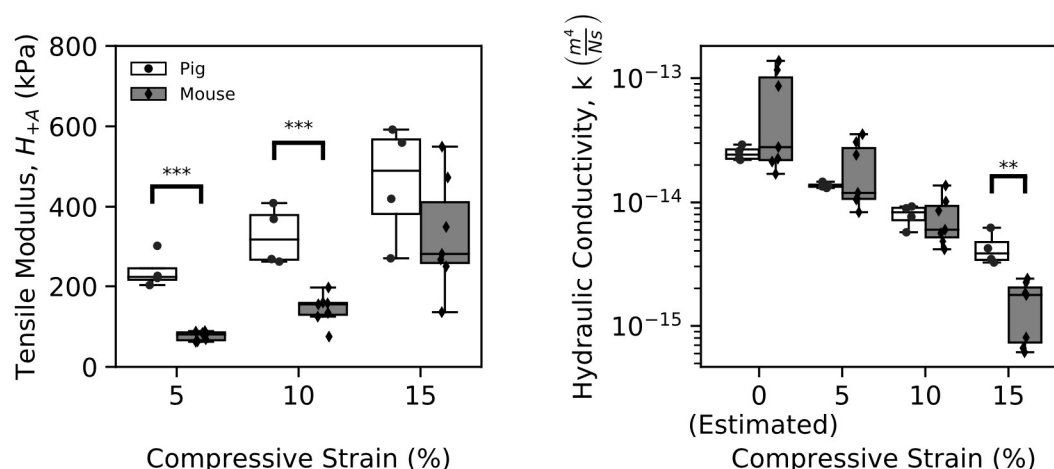 Tensile Modulus, H+A (kPa)
800
600
400
200
0
Pig
Mouse
***
***
5
10
15
Compressive Strain (%)
Hydraulic Conductivity, k (m⁴/Ns)
10⁻¹³
10⁻¹⁴
10⁻¹⁵
**
0
5
10
15
(Estimated)
Compressive Strain (%)